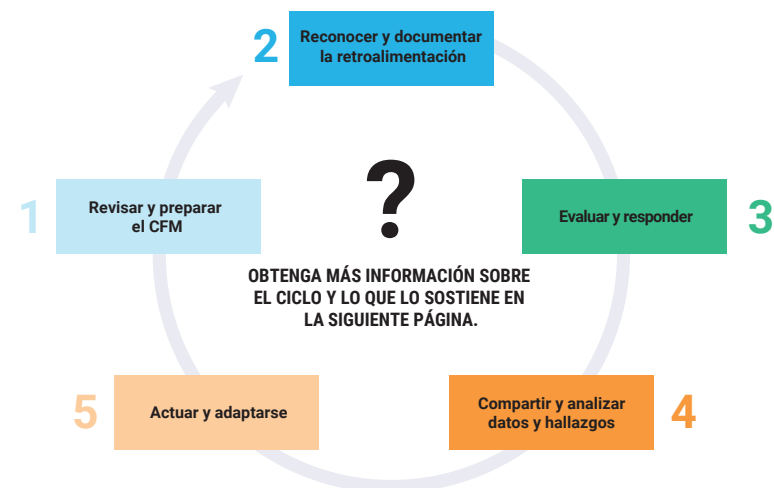 2
Reconocer y documentar
la retroalimentación
1
Revisar y preparar
el CFM
?
Evaluar y responder
3
OBTENGA MÁS INFORMACIÓN SOBRE
EL CICLO Y LO QUE LO SOSTIENE EN
LA SIGUIENTE PÁGINA.
5
Actuar y adaptarse
Compartir y analizar
datos y hallazgos
4